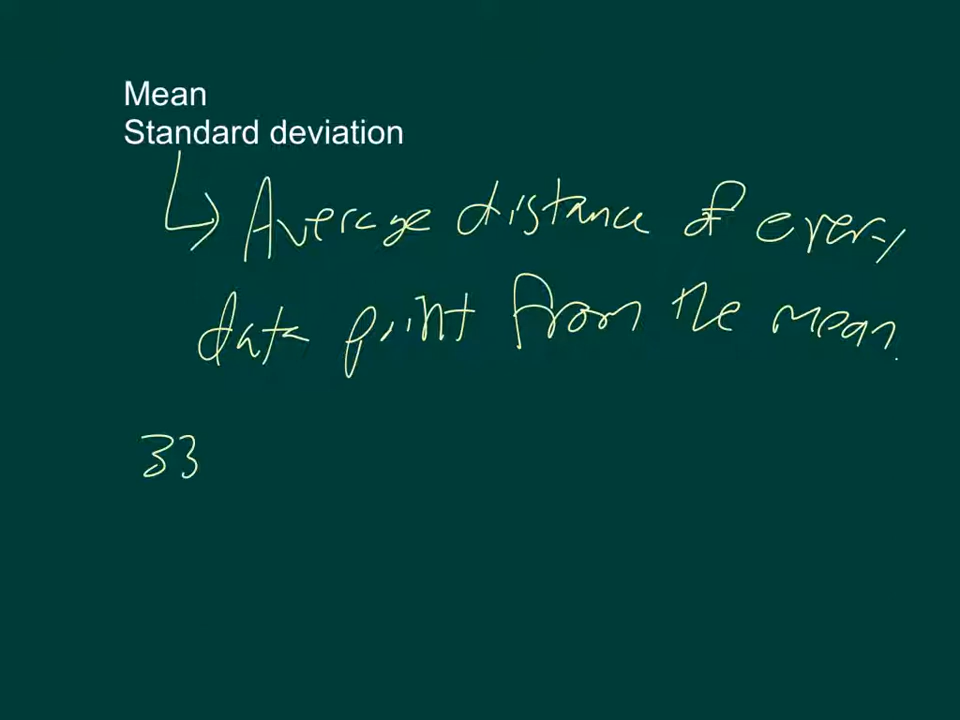 Mean
Standard deviation
Average distance of every
data point from the mean.
33